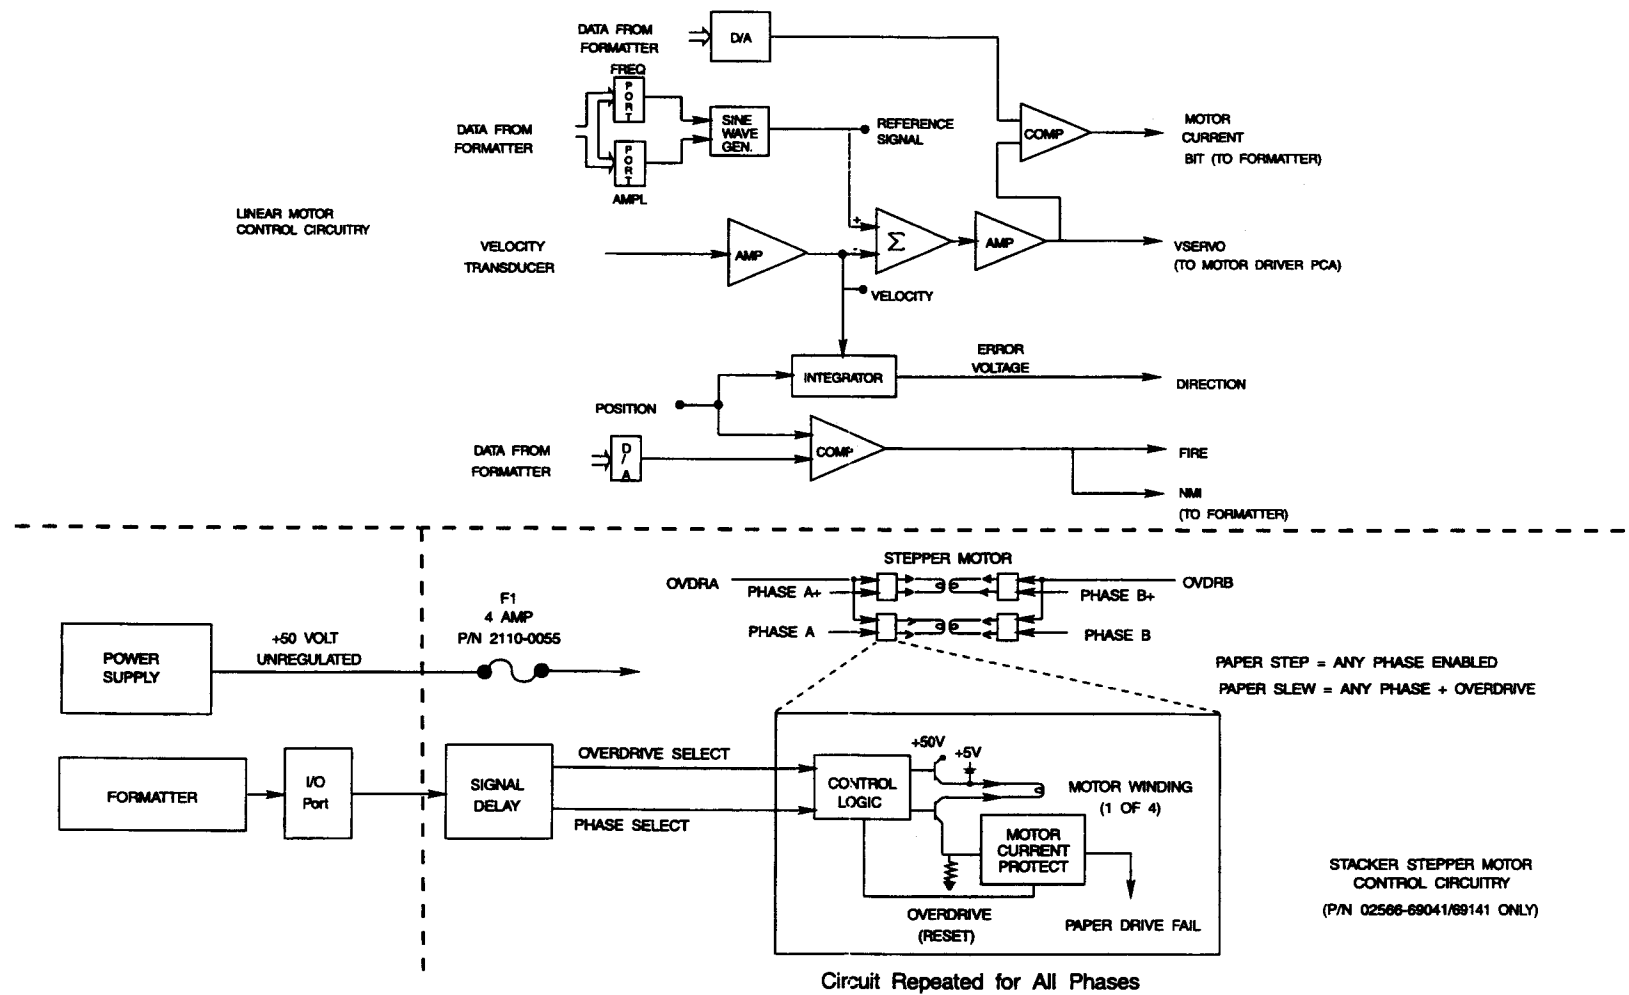 DATA FROM
FORMATTER
D/A
FREQ
PORT
DATA FROM
FORMATTER
PORT
AMPL
SINE
WAVE
GEN.
REFERENCE
SIGNAL
COMP
MOTOR
CURRENT
BIT (TO FORMATTER)
LINEAR MOTOR
CONTROL CIRCUITRY
VELOCITY
TRANSDUCER
AMP
+
-
Σ
AMP
VSERVO
(TO MOTOR DRIVER PCA)
VELOCITY
INTEGRATOR
ERROR
VOLTAGE
DIRECTION
POSITION
DATA FROM
FORMATTER
D/A
COMP
FIRE
NMI
(TO FORMATTER)
STEPPER MOTOR
OVDRA
PHASE A+
PHASE A
OVDRB
PHASE B+
PHASE B
POWER
SUPPLY
+50 VOLT
UNREGULATED
F1
4 AMP
P/N 2110-0055
PAPER STEP = ANY PHASE ENABLED
PAPER SLEW = ANY PHASE + OVERDRIVE
FORMATTER
I/O
Port
SIGNAL
DELAY
OVERDRIVE SELECT
PHASE SELECT
CONTROL
LOGIC
+50V
+5V
MOTOR WINDING
(1 OF 4)
MOTOR
CURRENT
PROTECT
OVERDRIVE
(RESET)
PAPER DRIVE FAIL
STACKER STEPPER MOTOR
CONTROL CIRCUITRY
(P/N 02566-69041/69141 ONLY)
Circuit Repeated for All Phases